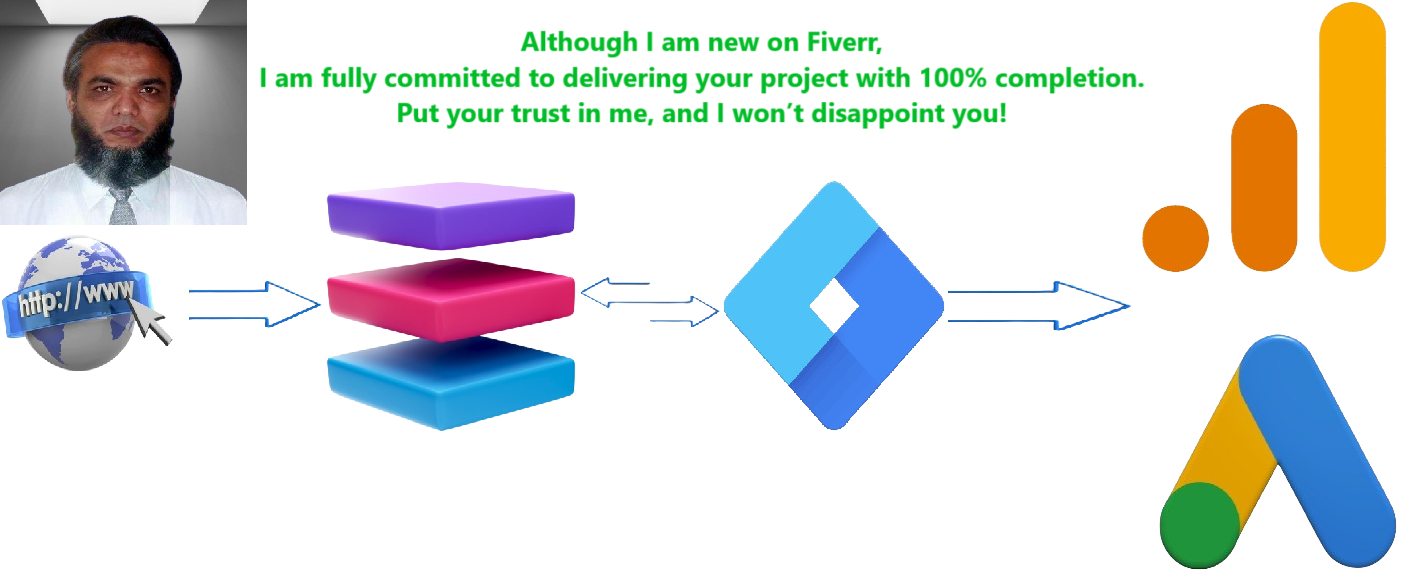 Although I am new on Fiverr,
I am fully committed to delivering your project with 100% completion.
Put your trust in me, and I won’t disappoint you!
http://www